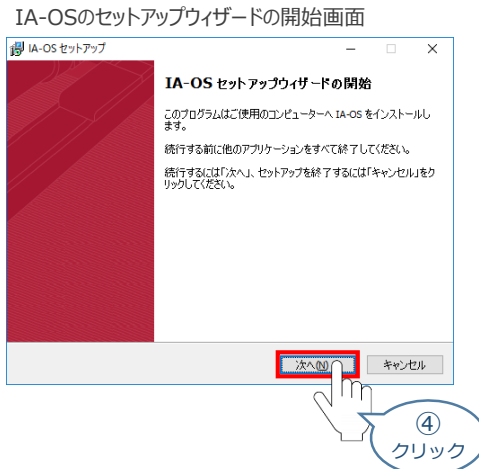 IA-OSのセットアップウィザードの開始画面
IA-OS セットアップ
IA-OS セットアップウィザードの開始
このプログラムはご使用のコンピューターへ IA-OS をインストールし
ます。
続行する前に他のアプリケーションをすべて終了してください。
続行するには「次へ」、セットアップを終了するには「キャンセル」をク
リックしてください。
次へ(N)
キャンセル
④
クリック